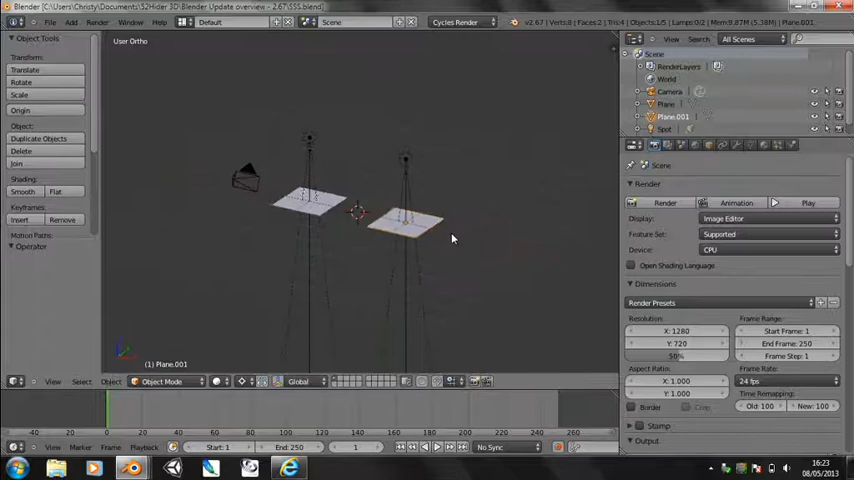 Blender [C:\Users\Christy\Documents\52Hider 3D\Blender Update overview - 2.67\SSS.blend]
File Add Render Window Help Default Scene Cycles Render v2.67 | Verts:8 | Faces:2 | Tris:4 | Objects:1/5 | Lamps:0/2 | Mem:9.87M (5.38M) | Plane.001
Object Tools
Transform:
Translate
Rotate
Scale
Origin
Object:
Duplicate Objects
Delete
Join
Shading:
Smooth Flat
Keyframes:
Insert Remove
Motion Paths:
Operator
User Ortho
(1) Plane.001
View Select Object Object Mode Global
View Search All Scenes
Scene
RenderLayers
World
Camera
Plane
Plane.001
Spot
Scene
Render
Render Animation Play
Display: Image Editor
Feature Set: Supported
Device: CPU
Open Shading Language
Dimensions
Render Presets
Resolution: Frame Range:
X: 1280 Start Frame: 1
Y: 720 End Frame: 250
50% Frame Step: 1
Aspect Ratio: Frame Rate:
X: 1.000 24 fps
Y: 1.000 Time Remapping:
Border Crop Old: 100 New: 100
Stamp
Output
-40 -20 0 20 40 60 80 100 120 140 160 180 200 220 240 260
View Marker Frame Playback Start: 1 End: 250 1 No Sync
16:23
08/05/2013